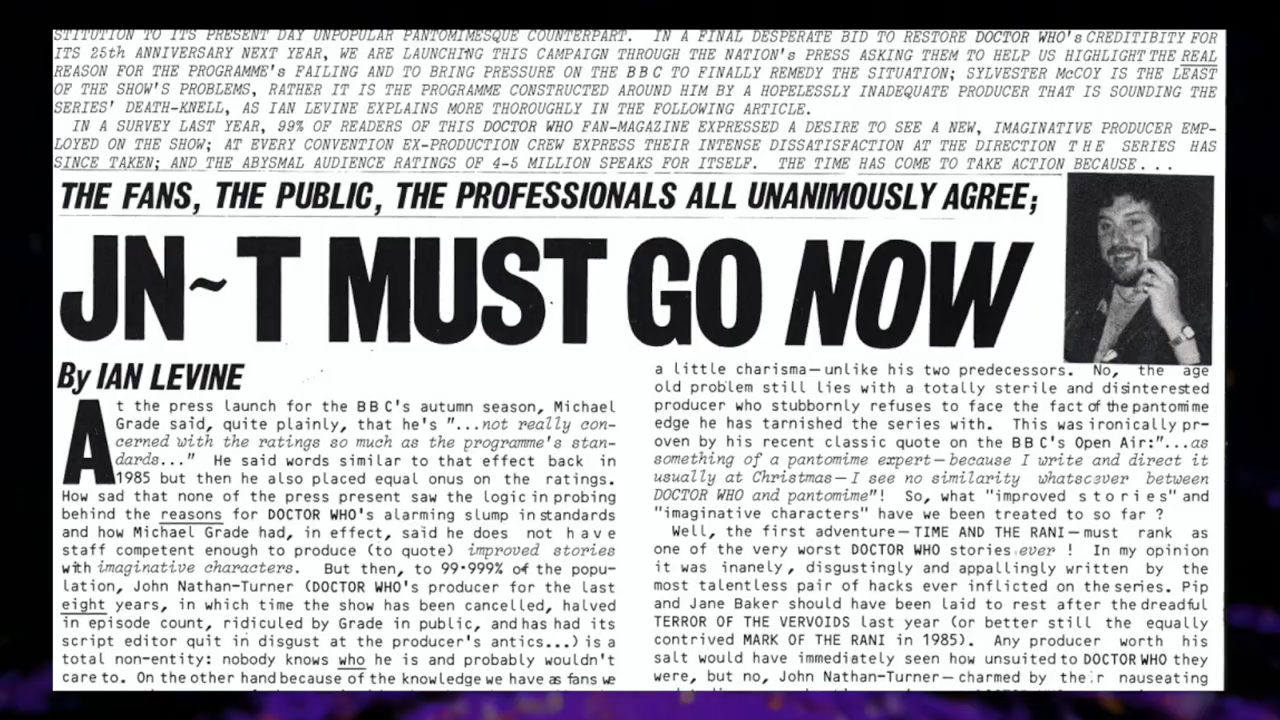 STITUTION TO ITS PRESENT DAY UNPOPULAR PANTOMIMESQUE COUNTERPART. IN A FINAL DESPERATE BID TO RESTORE DOCTOR WHO's CREDITIBITY FOR
ITS 25th ANNIVERSARY NEXT YEAR, WE ARE LAUNCHING THIS CAMPAIGN THROUGH THE NATION's PRESS ASKING THEM TO HELP US HIGHLIGHT THE REAL
REASON FOR THE PROGRAMME's FAILING AND TO BRING PRESSURE ON THE BBC TO FINALLY REMEDY THE SITUATION; SYLVESTER McCOY IS THE LEAST
OF THE SHOW'S PROBLEMS, RATHER IT IS THE PROGRAMME CONSTRUCTED AROUND HIM BY A HOPELESSLY INADEQUATE PRODUCER THAT IS SOUNDING THE
SERIES' DEATH-KNELL, AS IAN LEVINE EXPLAINS MORE THOROUGHLY IN THE FOLLOWING ARTICLE.
IN A SURVEY LAST YEAR, 99% OF READERS OF THIS DOCTOR WHO FAN-MAGAZINE EXPRESSED A DESIRE TO SEE A NEW, IMAGINATIVE PRODUCER EMP-
LOYED ON THE SHOW; AT EVERY CONVENTION EX-PRODUCTION CREW EXPRESS THEIR INTENSE DISSATISFACTION AT THE DIRECTION THE SERIES HAS
SINCE TAKEN; AND THE ABYSMAL AUDIENCE RATINGS OF 4-5 MILLION SPEAKS FOR ITSELF. THE TIME HAS COME TO TAKE ACTION BECAUSE...
THE FANS, THE PUBLIC, THE PROFESSIONALS ALL UNANIMOUSLY AGREE;
JN~T MUST GO NOW
By IAN LEVINE
At the press launch for the BBC's autumn season, Michael
Grade said, quite plainly, that he's "...not really con-
cerned with the ratings so much as the programme's stan-
dards..." He said words similar to that effect back in
1985 but then he also placed equal onus on the ratings.
How sad that none of the press present saw the logic in probing
behind the reasons for DOCTOR WHO's alarming slump in standards
and how Michael Grade had, in effect, said he does not have
staff competent enough to produce (to quote) improved stories
with imaginative characters. But then, to 99·999% of the popu-
lation, John Nathan-Turner (DOCTOR WHO's producer for the last
eight years, in which time the show has been cancelled, halved
in episode count, ridiculed by Grade in public, and has had its
script editor quit in disgust at the producer's antics...) is a
total non-entity: nobody knows who he is and probably wouldn't
care to. On the other hand because of the knowledge we have as fans we
a little charisma—unlike his two predecessors. No, the age
old problem still lies with a totally sterile and disinterested
producer who stubbornly refuses to face the fact of the pantomime
edge he has tarnished the series with. This was ironically pr-
oven by his recent classic quote on the BBC's Open Air:"...as
something of a pantomime expert—because I write and direct it
usually at Christmas—I see no similarity whatscever between
DOCTOR WHO and pantomime"! So, what "improved stories" and
"imaginative characters" have we been treated to so far ?
Well, the first adventure—TIME AND THE RANI—must rank as
one of the very worst DOCTOR WHO stories ever ! In my opinion
it was inanely, disgustingly and appallingly written by the
most talentless pair of hacks ever inflicted on the series. Pip
and Jane Baker should have been laid to rest after the dreadful
TERROR OF THE VERVOIDS last year (or better still the equally
contrived MARK OF THE RANI in 1985). Any producer worth his
salt would have immediately seen how unsuited to DOCTOR WHO they
were, but no, John Nathan-Turner—charmed by their nauseating